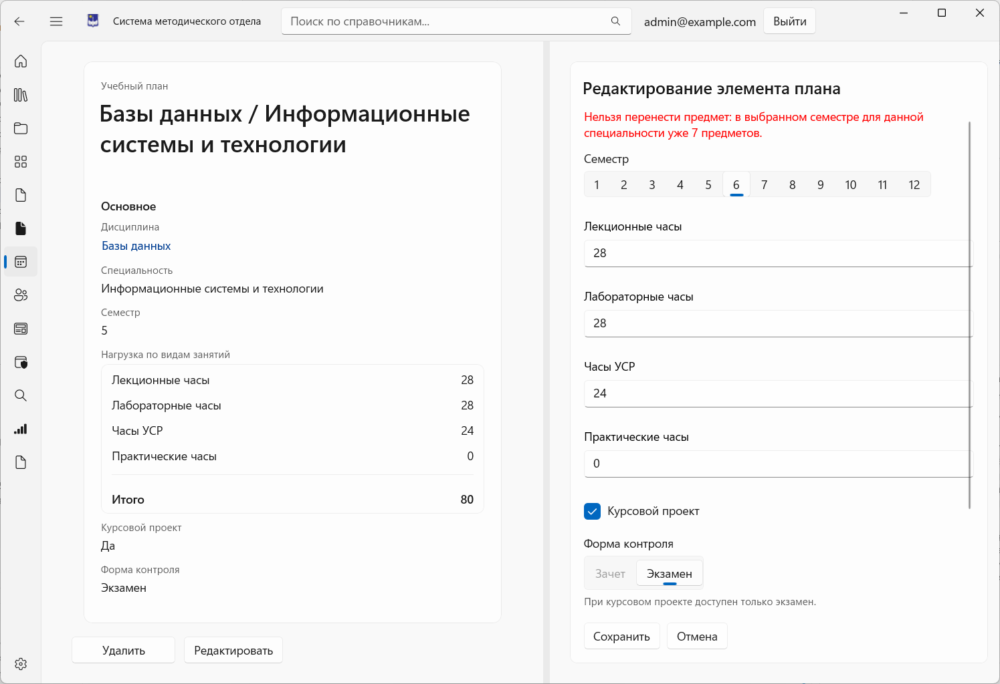 Система методического отдела
Поиск по справочникам...
admin@example.com
Выйти
Учебный план
Базы данных / Информационные
системы и технологии
Основное
Дисциплина
Базы данных
Специальность
Информационные системы и технологии
Семестр
5
Нагрузка по видам занятий
Лекционные часы 28
Лабораторные часы 28
Часы УСР 24
Практические часы 0
Итого 80
Курсовой проект
Да
Форма контроля
Экзамен
Удалить
Редактировать
Редактирование элемента плана
Нельзя перенести предмет: в выбранном семестре для данной
специальности уже 7 предметов.
Семестр
1 2 3 4 5 6 7 8 9 10 11 12
Лекционные часы
28
Лабораторные часы
28
Часы УСР
24
Практические часы
0
Курсовой проект
Форма контроля
Зачет Экзамен
При курсовом проекте доступен только экзамен.
Сохранить
Отмена